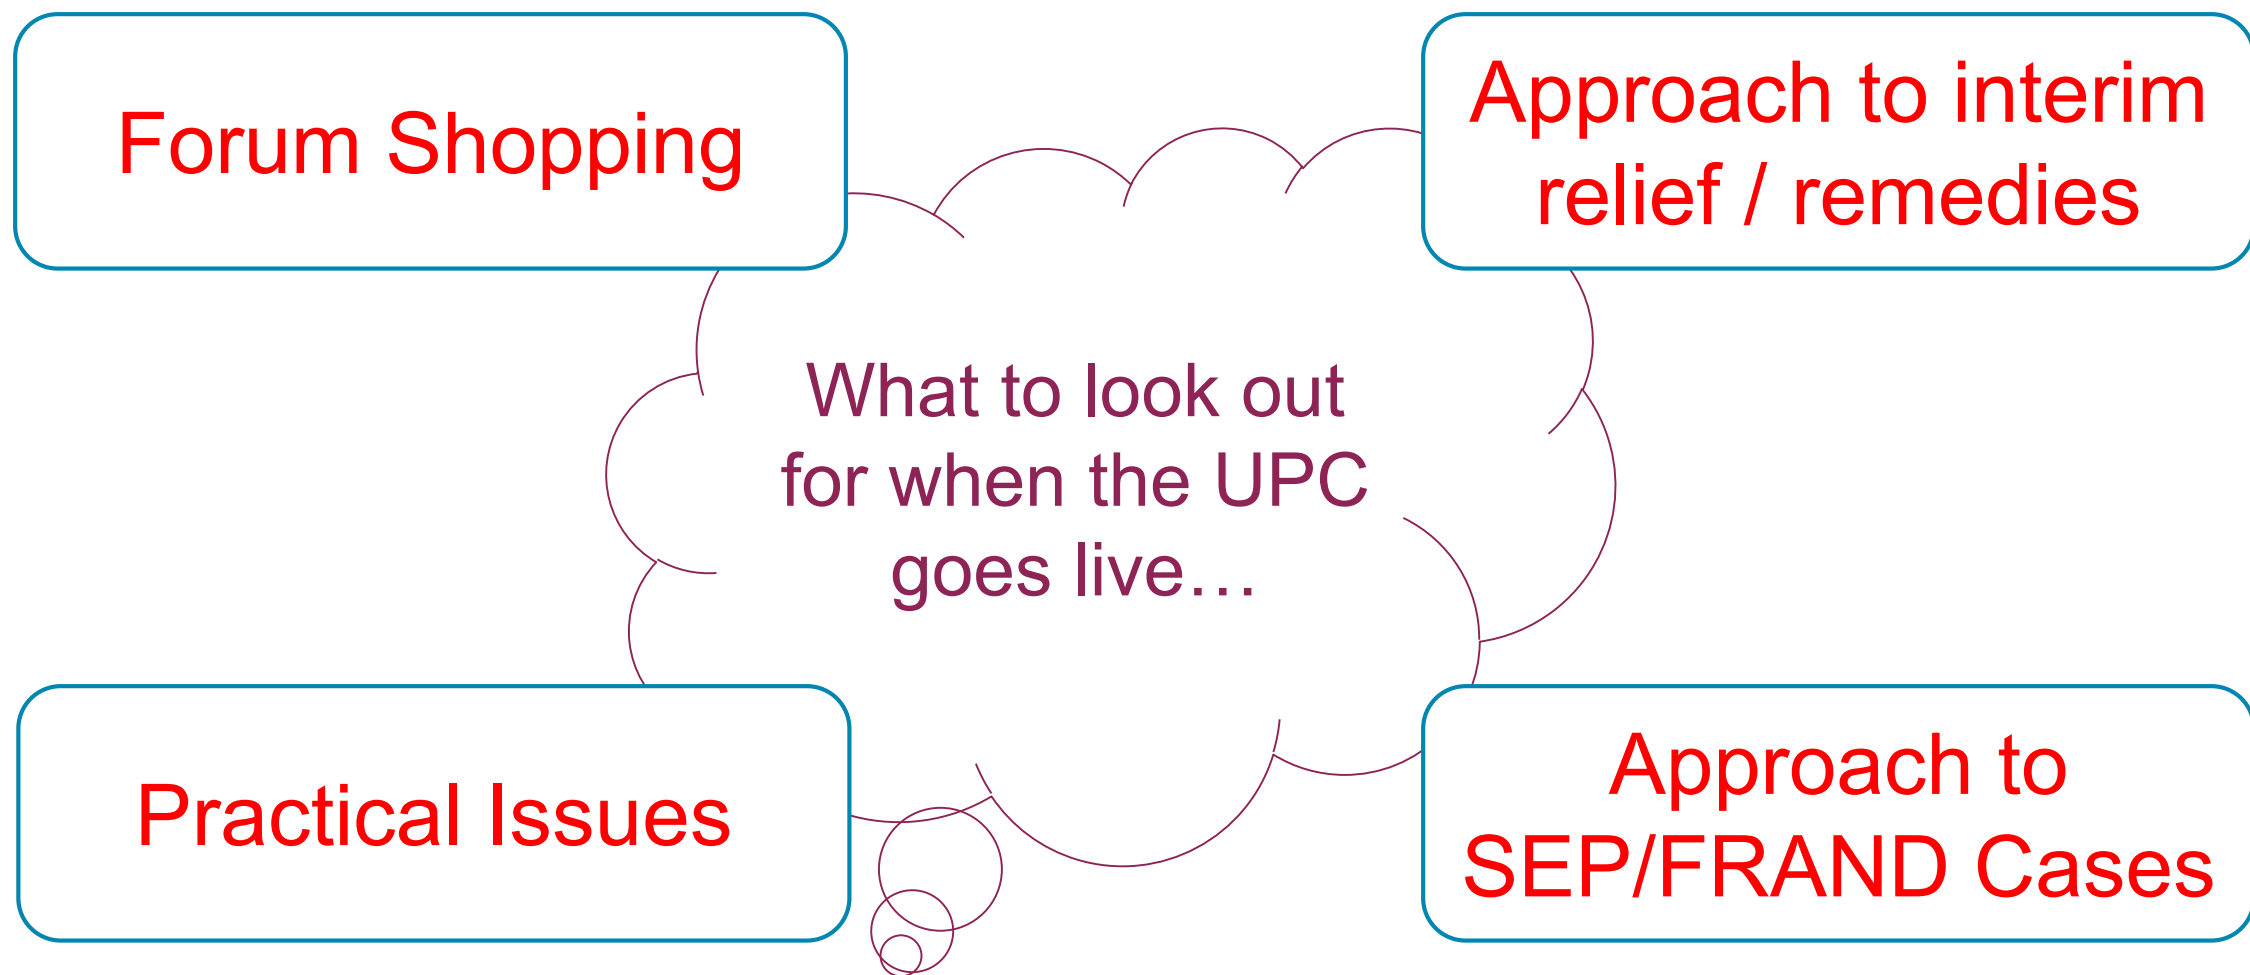 Forum Shopping
Approach to interim
relief / remedies
What to look out
for when the UPC
goes live…
Practical Issues
Approach to
SEP/FRAND Cases